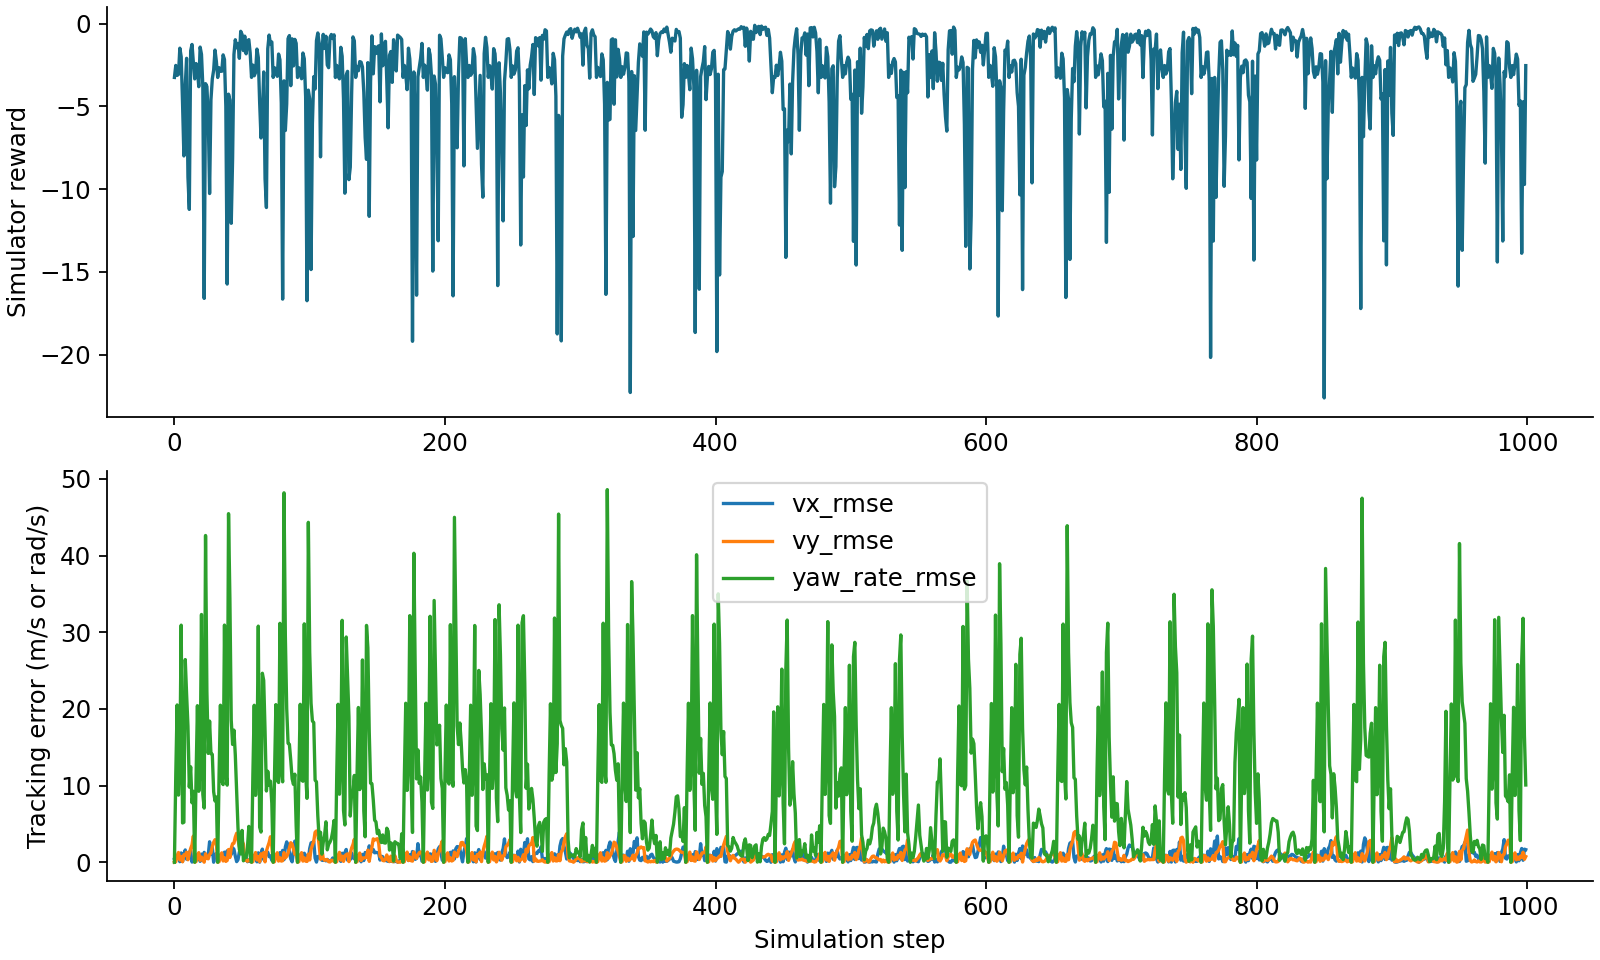 Simulator reward
0
−5
−10
−15
−20
0 200 400 600 800 1000
Tracking error (m/s or rad/s)
50
40
30
20
10
0
vx_rmse
vy_rmse
yaw_rate_rmse
0 200 400 600 800 1000
Simulation step